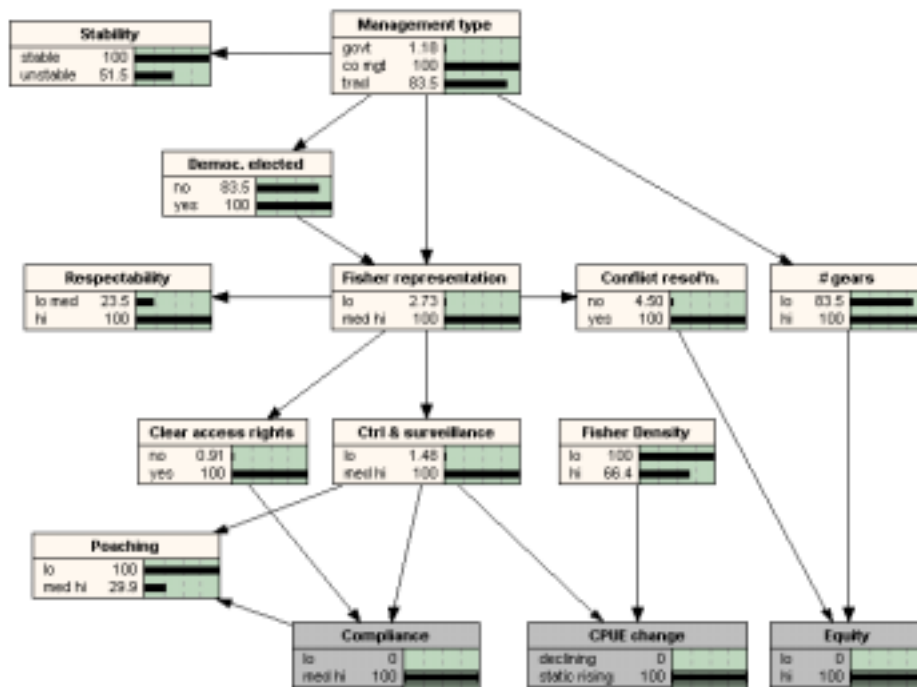 Management type
govt 1.18
co mgt 100
trad 83.5
Stability
stable 100
unstable 51.5
Democ. elected
no 83.5
yes 100
Respectability
lo med 23.5
hi 100
Fisher representation
lo 2.73
med hi 100
Conflict resol'n.
no 4.50
yes 100
# gears
lo 83.5
hi 100
Clear access rights
no 0.91
yes 100
Ctrl & surveillance
lo 1.48
med hi 100
Fisher Density
lo 100
hi 66.4
Poaching
lo 100
med hi 29.9
Compliance
lo 0
med hi 100
CPUE change
declining 0
static rising 100
Equity
lo 0
hi 100